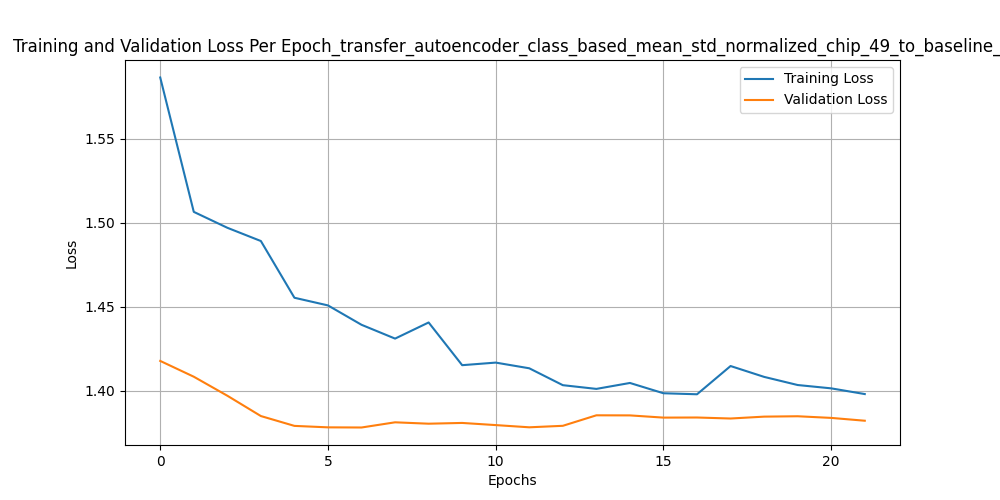 Training and Validation Loss Per Epoch_transfer_autoencoder_class_based_mean_std_normalized_chip_49_to_baseline_
Training Loss
Validation Loss
1.55
1.50
1.45
1.40
Loss
0 5 10 15 20
Epochs